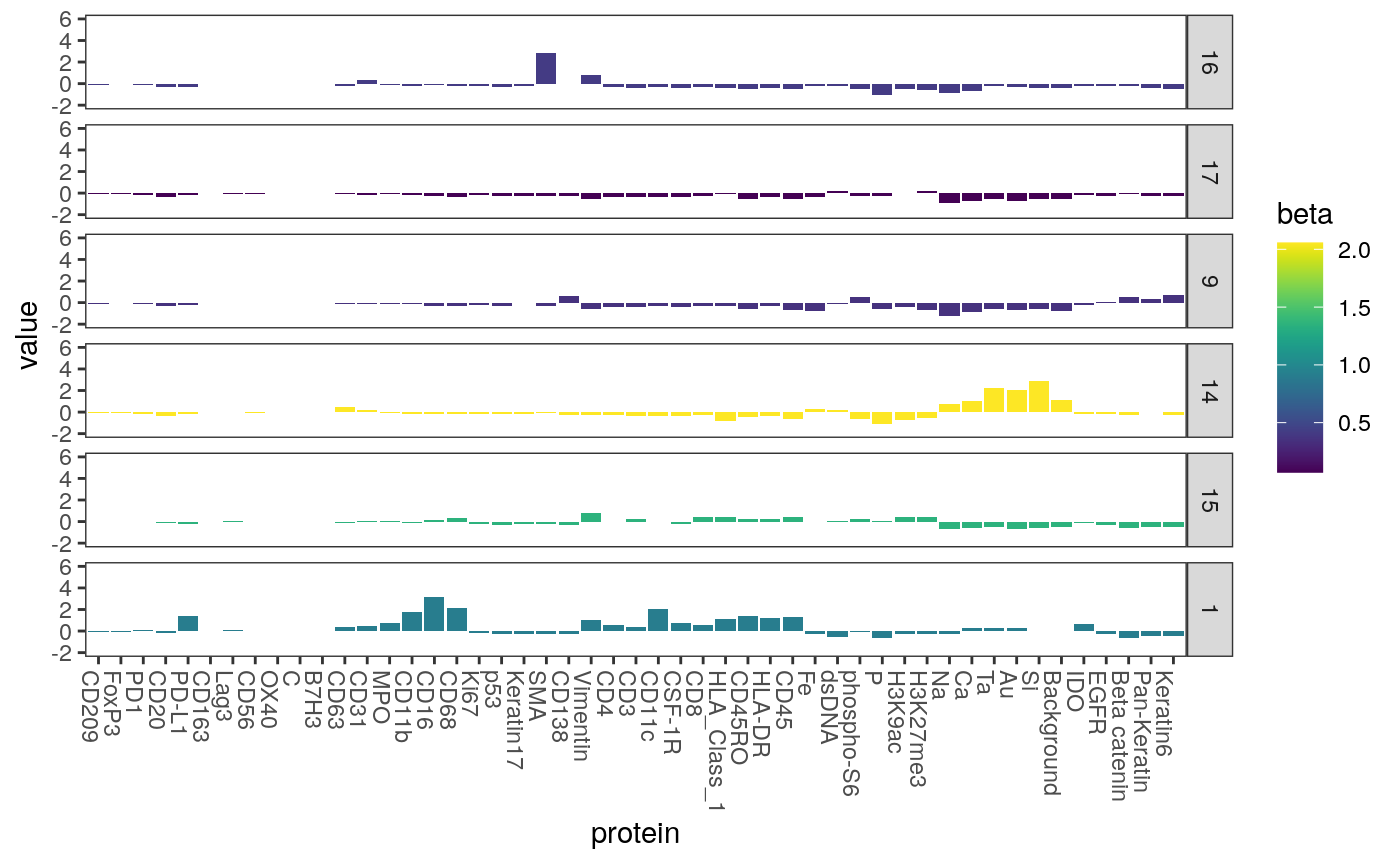 value
6
4
2
0
-2
16
6
4
2
0
-2
17
6
4
2
0
-2
9
6
4
2
0
-2
14
6
4
2
0
-2
15
6
4
2
0
-2
1
CD209
FoxP3
PD1
CD20
PD-L1
CD163
Lag3
CD56
OX40
C
B7H3
CD63
CD31
MPO
CD11b
CD16
CD68
Ki67
p53
Keratin17
SMA
CD138
Vimentin
CD4
CD3
CD11c
CSF-1R
CD8
HLA_Class_1
CD45RO
HLA-DR
CD45
Fe
dsDNA
phospho-S6
P
H3K9ac
H3K27me3
Na
Ca
Ta
Au
Si
Background
IDO
EGFR
Beta catenin
Pan-Keratin
Keratin6
protein
beta
2.0
1.5
1.0
0.5